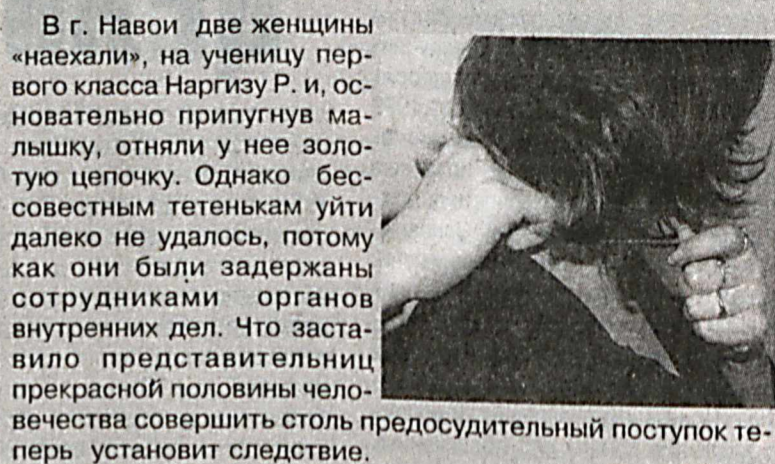 В г. Навои две женщины
«наехали», на ученицу пер-
вого класса Наргизу Р. и, ос-
новательно припугнув ма-
лышку, отняли у нее золо-
тую цепочку. Однако бес-
совестным тетенькам уйти
далеко не удалось, потому
как они были задержаны
сотрудниками органов
внутренних дел. Что заста-
вило представительниц
прекрасной половины чело-
вечества совершить столь предосудительный поступок те-
перь установит следствие.